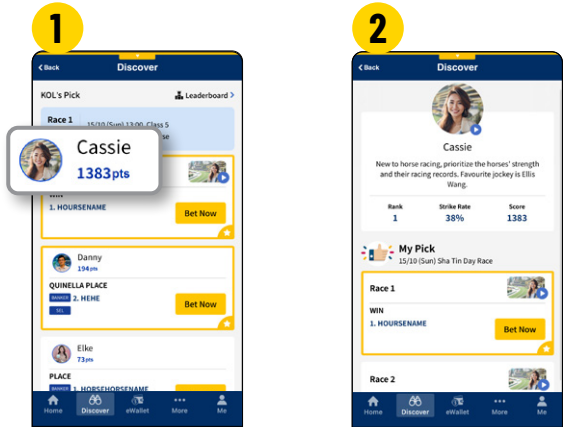 1
Back
Discover
KOL's Pick
Leaderboard
Race 1
15/10 (Sun) 13:00, Class 5
se
Cassie
1383pts
WIN
1. HOURSENAME
Bet Now
Danny
194pts
QUINELLA PLACE
BANKER 2. HEHE
SEL
Bet Now
Elke
73pts
PLACE
BANKER 1. HORSEHORSENAME
Home Discover eWallet More Me
2
Back
Discover
Cassie
New to horse racing, prioritize the horses' strength
and their racing records. Favourite jockey is Ellis
Wang.
Rank Strike Rate Score
1 38% 1383
My Pick
15/10 (Sun) Sha Tin Day Race
Race 1
WIN
1. HOURSENAME
Bet Now
Race 2
Home Discover eWallet More Me